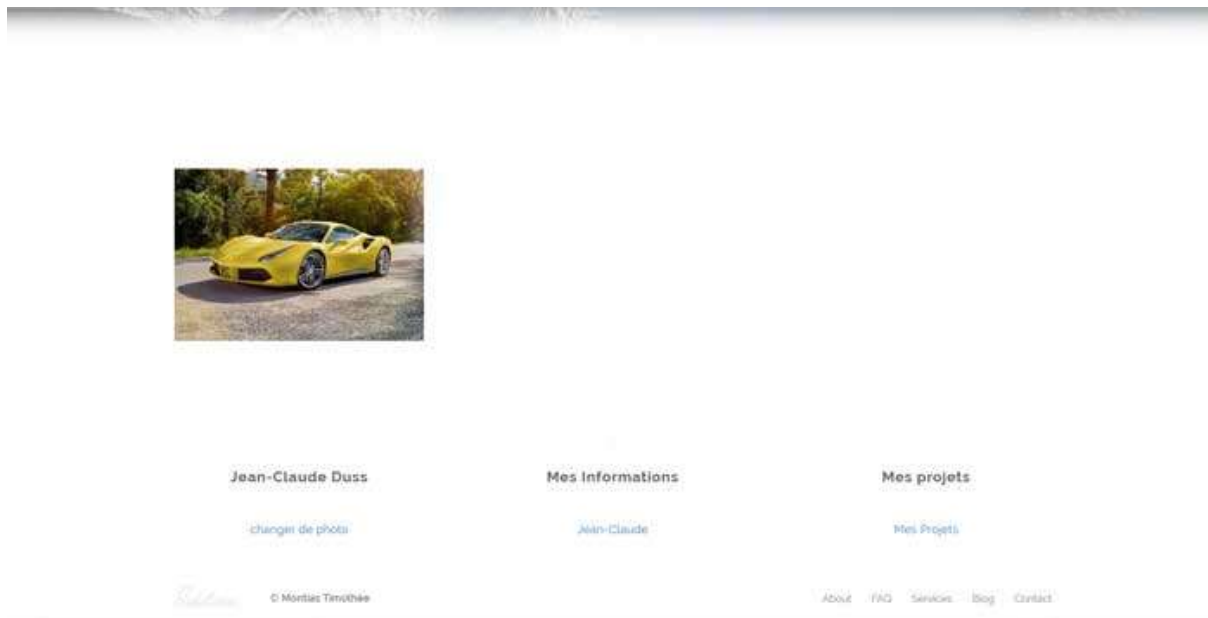 Jean-Claude Duss
Mes Informations
Mes projets
changer de photo
Jean-Claude
Mes Projets
© Montias Timothée
About FAQ Services Blog Contact